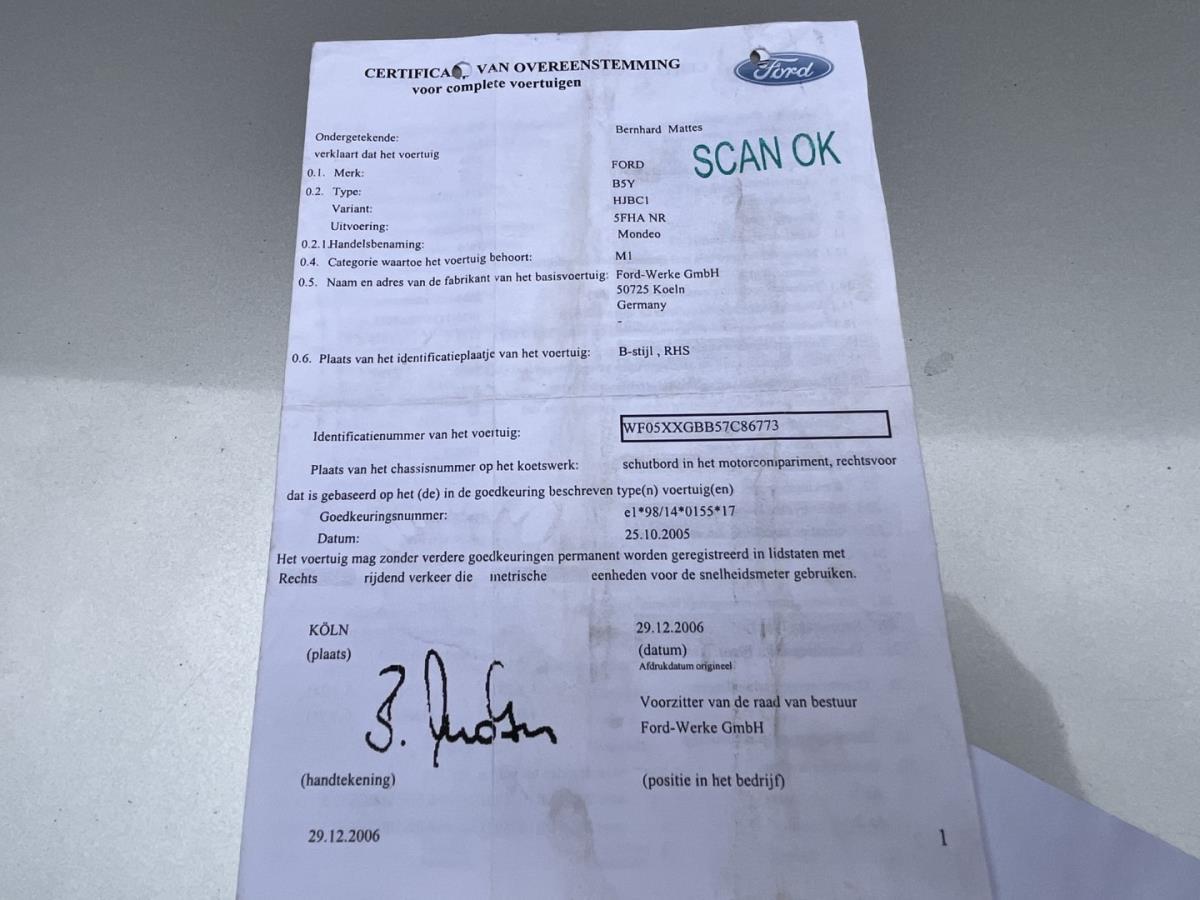 CERTIFICA VAN OVEREENSTEMMING
voor complete voertuigen
Ford
Ondergetekende: Bernhard Mattes
verklaart dat het voertuig
SCAN OK
0.1. Merk: FORD
0.2. Type: B5Y
Variant: HJBC1
Uitvoering: 5FHA NR
0.2.1.Handelsbenaming: Mondeo
0.4. Categorie waartoe het voertuig behoort: M1
0.5. Naam en adres van de fabrikant van het basisvoertuig: Ford-Werke GmbH
50725 Koeln
Germany
-
0.6. Plaats van het identificatieplaatje van het voertuig: B-stijl , RHS
Identificatienummer van het voertuig: WF05XXGBB57C86773
Plaats van het chassisnummer op het koetswerk: schutbord in het motorcompariment, rechtsvoor
dat is gebaseerd op het (de) in de goedkeuring beschreven type(n) voertuig(en)
Goedkeuringsnummer: e1*98/14*0155*17
Datum: 25.10.2005
Het voertuig mag zonder verdere goedkeuringen permanent worden geregistreerd in lidstaten met
Rechts rijdend verkeer die metrische eenheden voor de snelheidsmeter gebruiken.
KÖLN 29.12.2006
(plaats) (datum)
Afdrukdatum origineel
Voorzitter van de raad van bestuur
Ford-Werke GmbH
(handtekening) (positie in het bedrijf)
29.12.2006 1